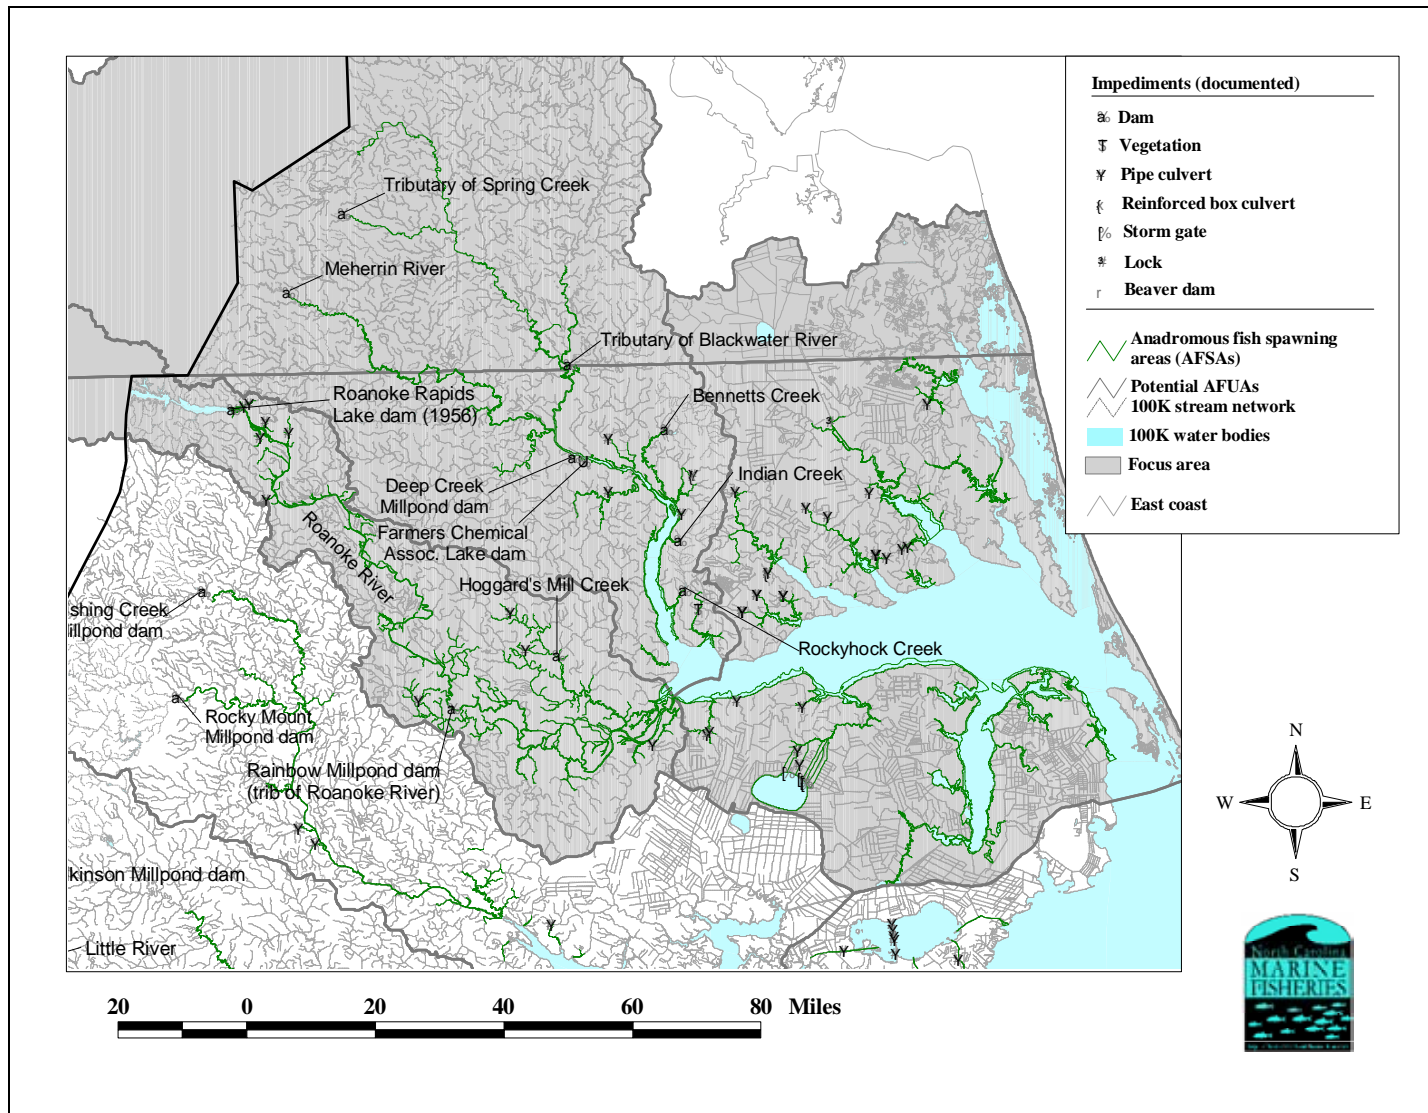 Impediments (documented)
Dam
Vegetation
Pipe culvert
Reinforced box culvert
Storm gate
Lock
Beaver dam
Anadromous fish spawning
areas (AFSAs)
Potential AFUAs
100K stream network
100K water bodies
Focus area
East coast
Tributary of Spring Creek
Meherrin River
Tributary of Blackwater River
Roanoke Rapids
Lake dam (1956)
Bennetts Creek
Indian Creek
Deep Creek
Millpond dam
Farmers Chemical
Assoc. Lake dam
Roanoke River
Hoggard's Mill Creek
shing Creek
illpond dam
Rockyhock Creek
Rocky Mount
Millpond dam
Rainbow Millpond dam
(trib of Roanoke River)
kinson Millpond dam
Little River
N
W
E
S
20 0 20 40 60 80 Miles
North Carolina
MARINE
FISHERIES